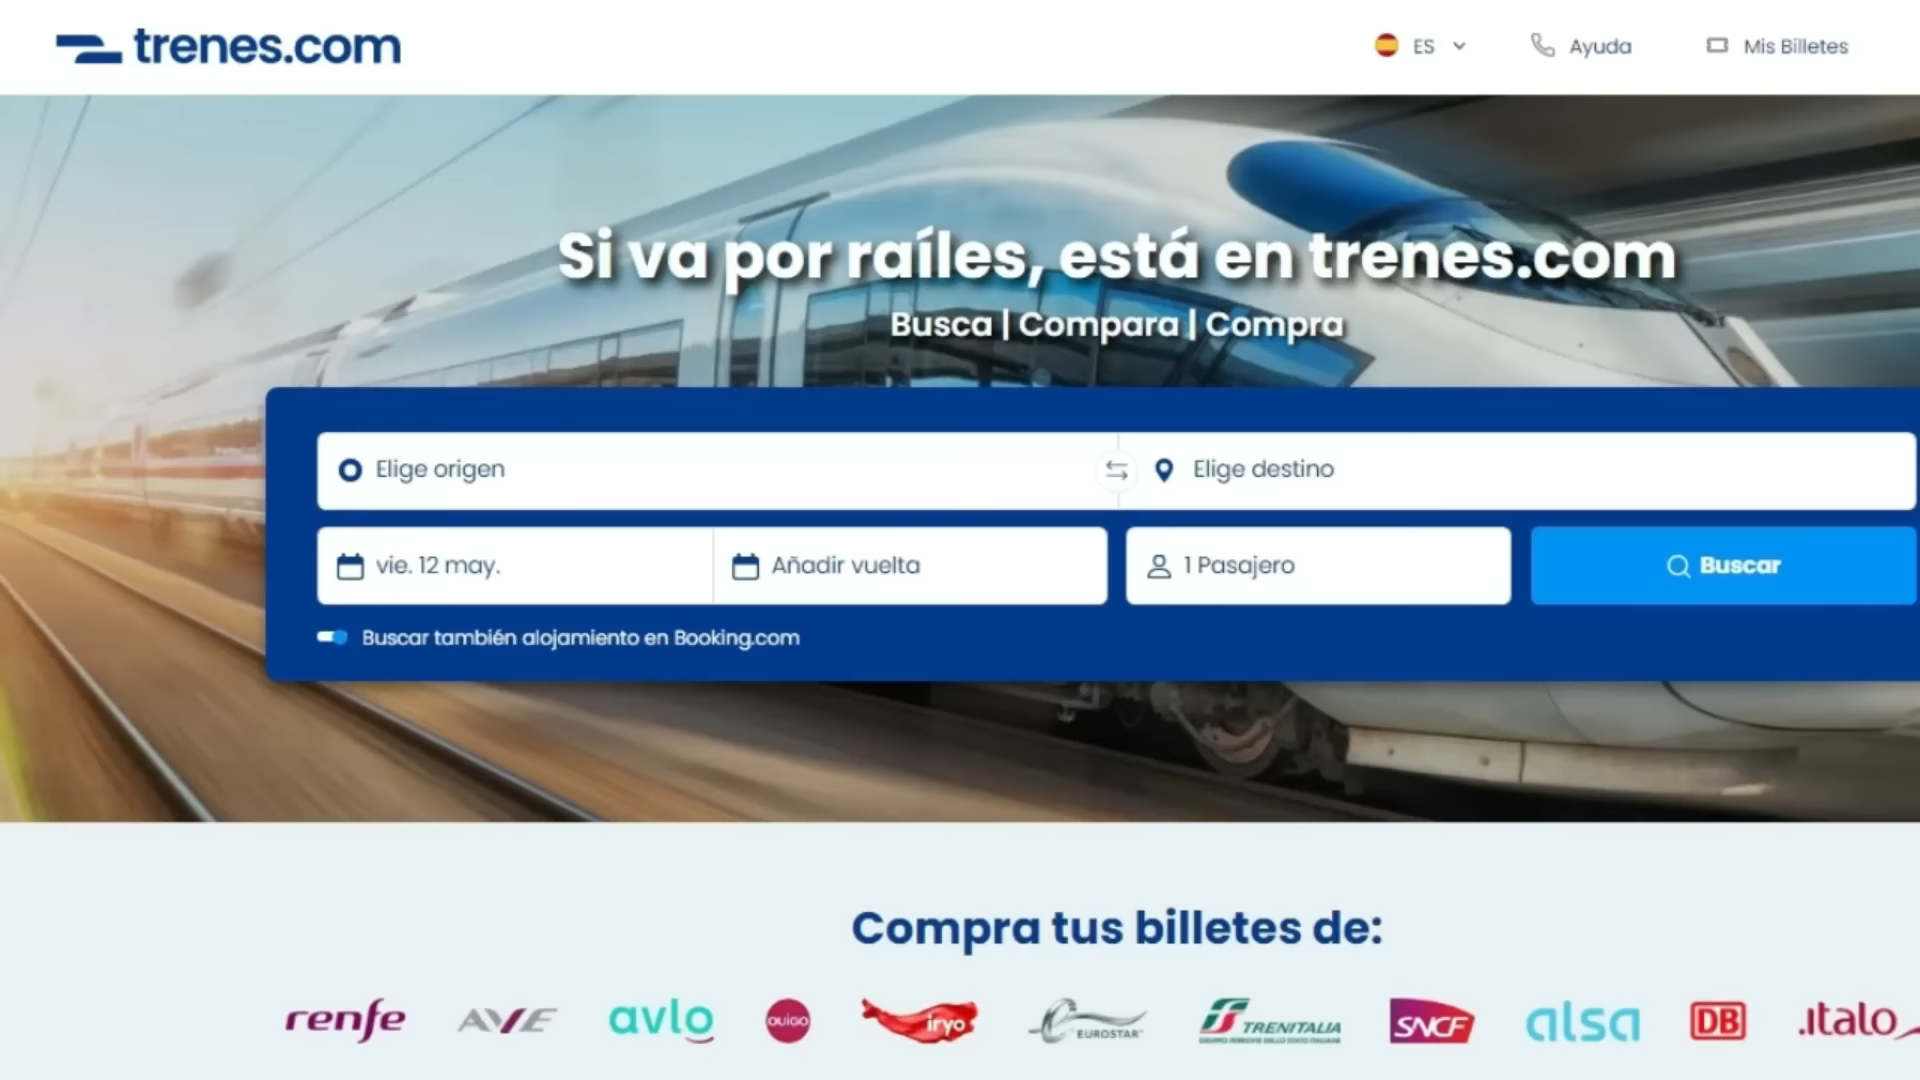 trenes.com
ES
Ayuda
Mis Billetes
Si va por raíles, está en trenes.com
Busca | Compara | Compra
Elige origen
Elige destino
vie. 12 may.
Añadir vuelta
1 Pasajero
Buscar
Buscar también alojamiento en Booking.com
Compra tus billetes de:
renfe
AVE
avlo
OUIGO
iryo
EUROSTAR
TRENITALIA
SNCF
alsa
DB
.italo